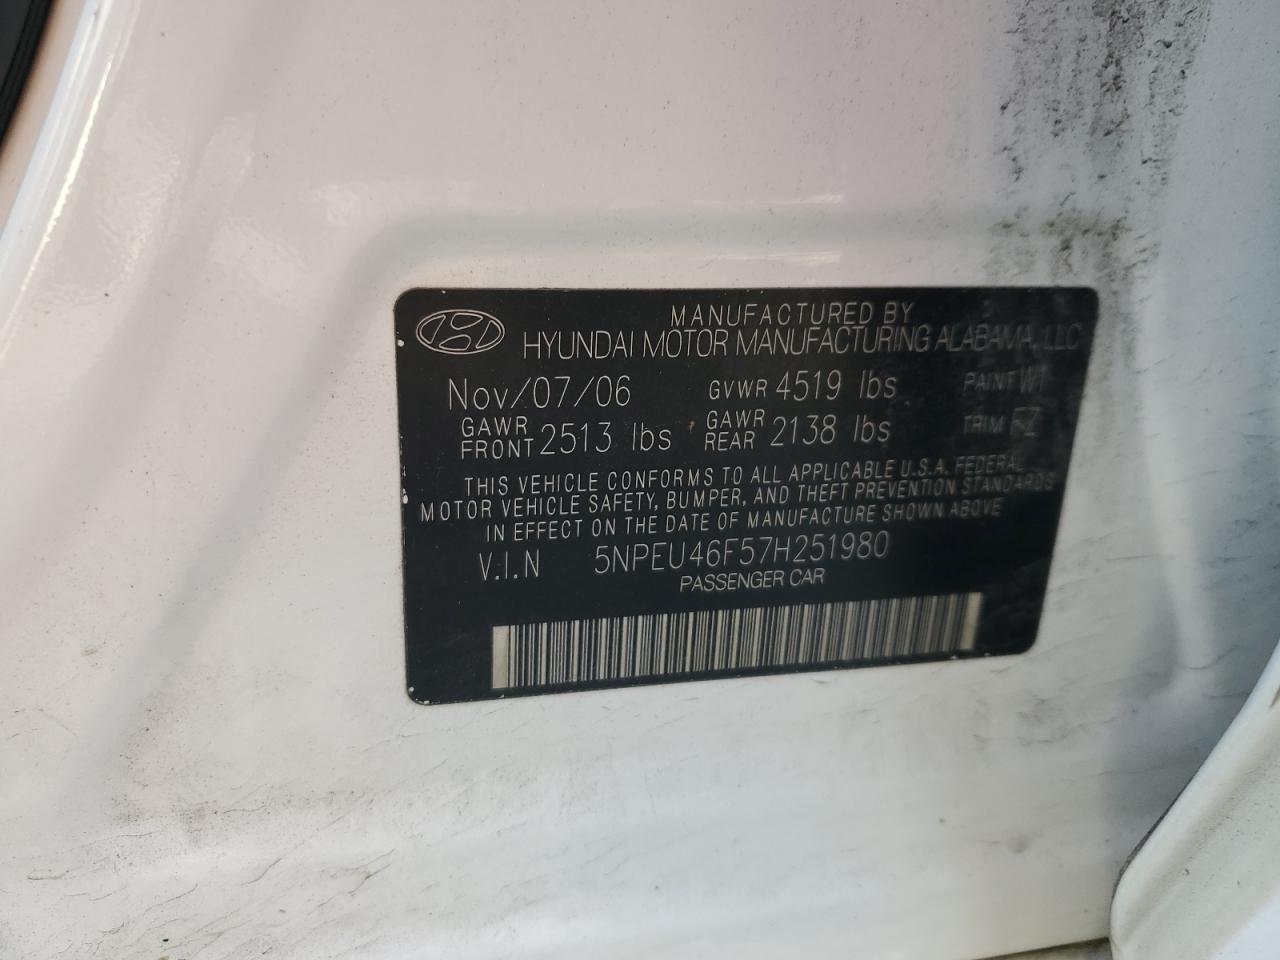 MANUFACTURED BY
HYUNDAI MOTOR MANUFACTURING ALABAMA, LLC
Nov/07/06 GVWR 4519 lbs PAINT W1
GAWR FRONT 2513 lbs GAWR REAR 2138 lbs TRIM
THIS VEHICLE CONFORMS TO ALL APPLICABLE U.S.A. FEDERAL
MOTOR VEHICLE SAFETY, BUMPER, AND THEFT PREVENTION STANDARDS
IN EFFECT ON THE DATE OF MANUFACTURE SHOWN ABOVE
V.I.N 5NPEU46F57H251980
PASSENGER CAR